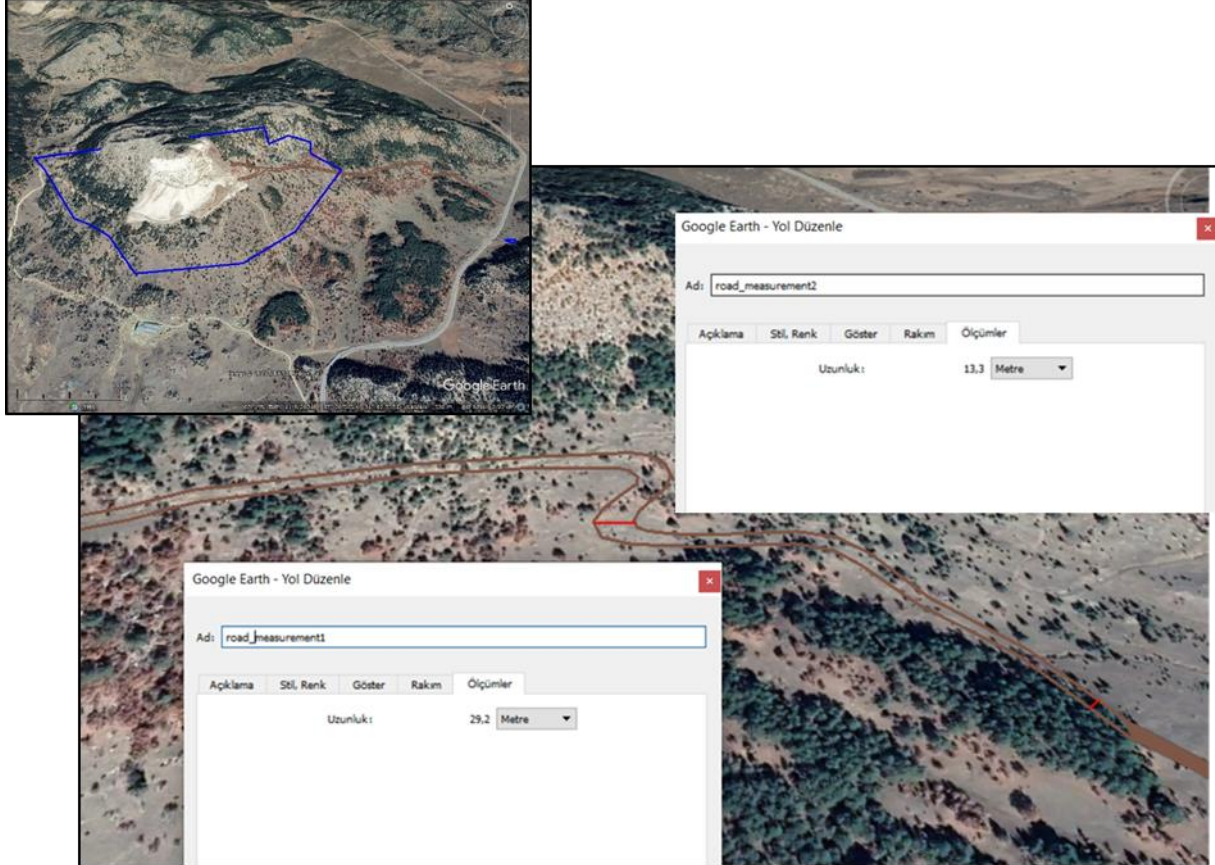 Google Earth
Google Earth - Yol Düzenle
Ad: road_measurement2
Açıklama Stil, Renk Göster Rakım Ölçümler
Uzunluk: 13,3 Metre
Google Earth - Yol Düzenle
Ad: road_measurement1
Açıklama Stil, Renk Göster Rakım Ölçümler
Uzunluk: 29,2 Metre